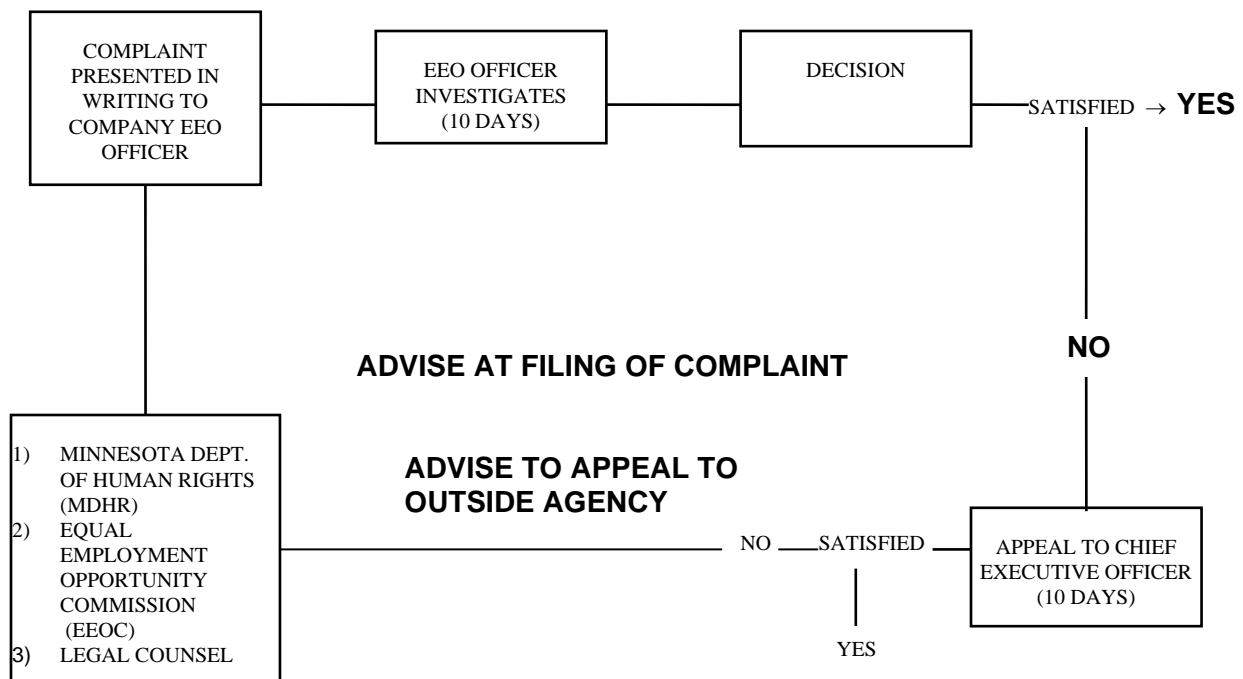 COMPLAINT
PRESENTED IN
WRITING TO
COMPANY EEO
OFFICER
EEO OFFICER
INVESTIGATES
(10 DAYS)
DECISION
SATISFIED → YES
NO
ADVISE AT FILING OF COMPLAINT
ADVISE TO APPEAL TO
OUTSIDE AGENCY
1) MINNESOTA DEPT.
OF HUMAN RIGHTS
(MDHR)
2) EQUAL
EMPLOYMENT
OPPORTUNITY
COMMISSION
(EEOC)
3) LEGAL COUNSEL
NO
SATISFIED
YES
APPEAL TO CHIEF
EXECUTIVE OFFICER
(10 DAYS)